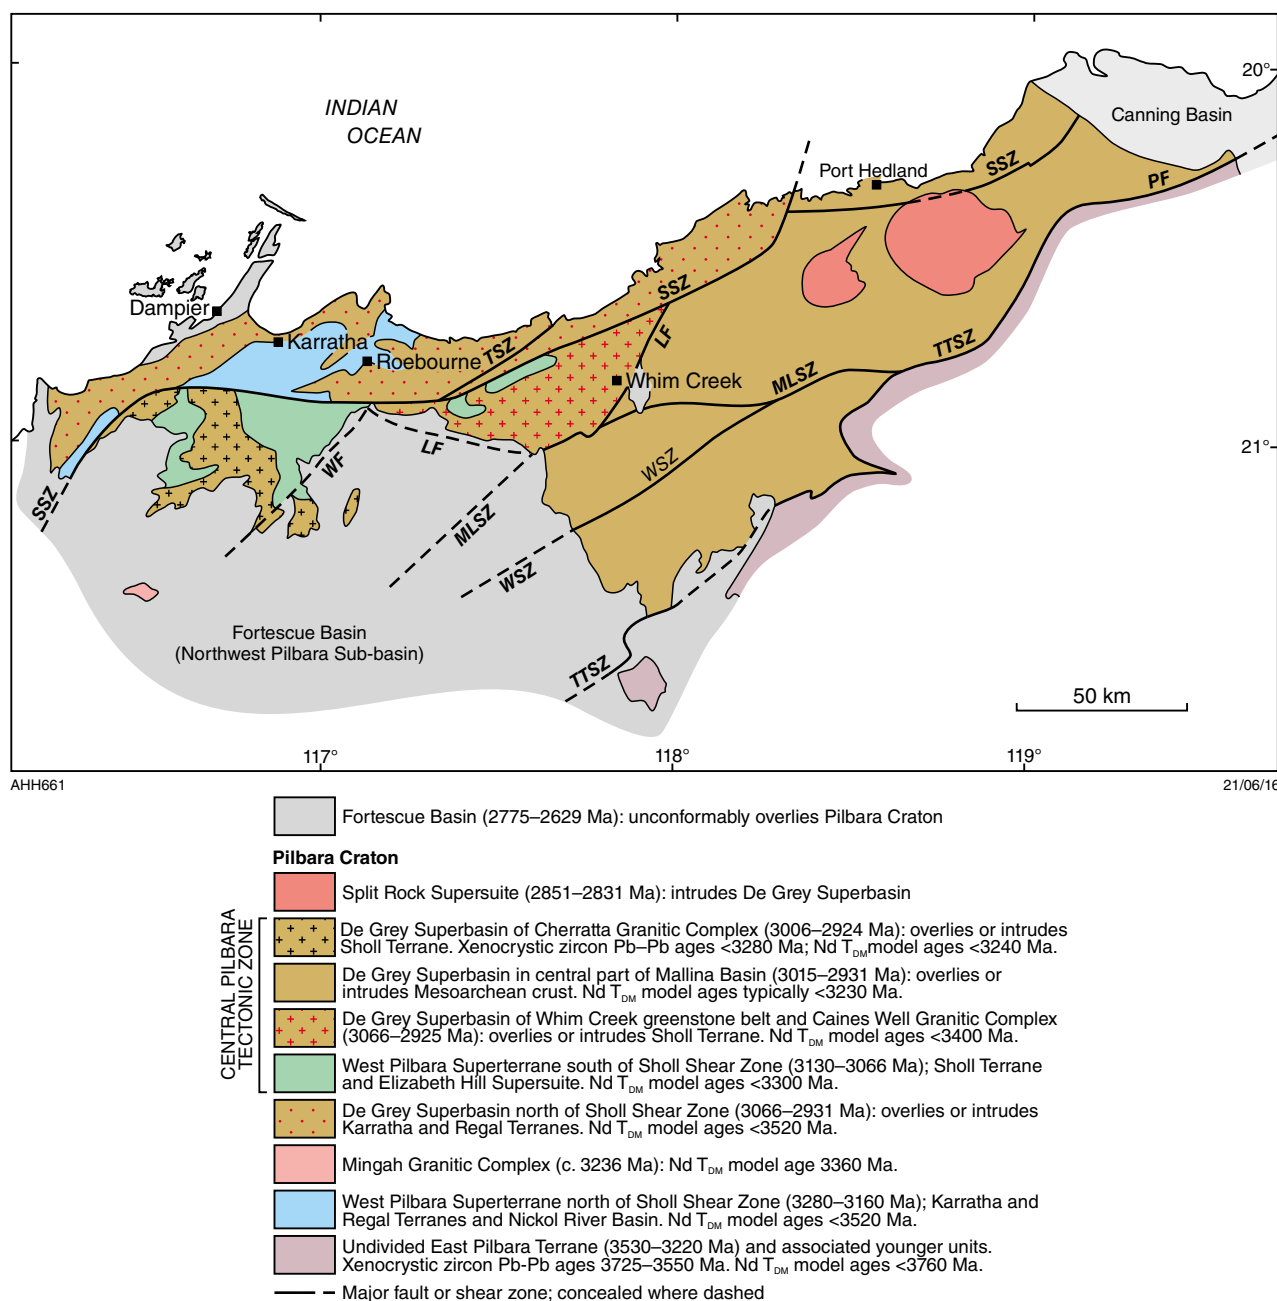 INDIAN
OCEAN
20°
Canning Basin
Port Hedland
SSZ
PF
SSZ
Dampier
Karratha
TSZ
LF
TTSZ
Roebourne
Whim Creek
MLSZ
LF
WF
WSZ
21°
SSZ
MLSZ
WSZ
Fortescue Basin
(Northwest Pilbara Sub-basin)
TTSZ
50 km
117°
118°
119°
AHH661
21/06/16
Fortescue Basin (2775–2629 Ma): unconformably overlies Pilbara Craton
Pilbara Craton
Split Rock Supersuite (2851–2831 Ma): intrudes De Grey Superbasin
CENTRAL PILBARA
TECTONIC ZONE
De Grey Superbasin of Cherratta Granitic Complex (3006–2924 Ma): overlies or intrudes
Sholl Terrane. Xenocrystic zircon Pb–Pb ages <3280 Ma; Nd TDM model ages <3240 Ma.
De Grey Superbasin in central part of Mallina Basin (3015–2931 Ma): overlies or
intrudes Mesoarchean crust. Nd TDM model ages typically <3230 Ma.
De Grey Superbasin of Whim Creek greenstone belt and Caines Well Granitic Complex
(3066–2925 Ma): overlies or intrudes Sholl Terrane. Nd TDM model ages <3400 Ma.
West Pilbara Superterrane south of Sholl Shear Zone (3130–3066 Ma); Sholl Terrane
and Elizabeth Hill Supersuite. Nd TDM model ages <3300 Ma.
De Grey Superbasin north of Sholl Shear Zone (3066–2931 Ma): overlies or intrudes
Karratha and Regal Terranes. Nd TDM model ages <3520 Ma.
Mingah Granitic Complex (c. 3236 Ma): Nd TDM model age 3360 Ma.
West Pilbara Superterrane north of Sholl Shear Zone (3280–3160 Ma); Karratha and
Regal Terranes and Nickol River Basin. Nd TDM model ages <3520 Ma.
Undivided East Pilbara Terrane (3530–3220 Ma) and associated younger units.
Xenocrystic zircon Pb-Pb ages 3725–3550 Ma. Nd TDM model ages <3760 Ma.
Major fault or shear zone; concealed where dashed